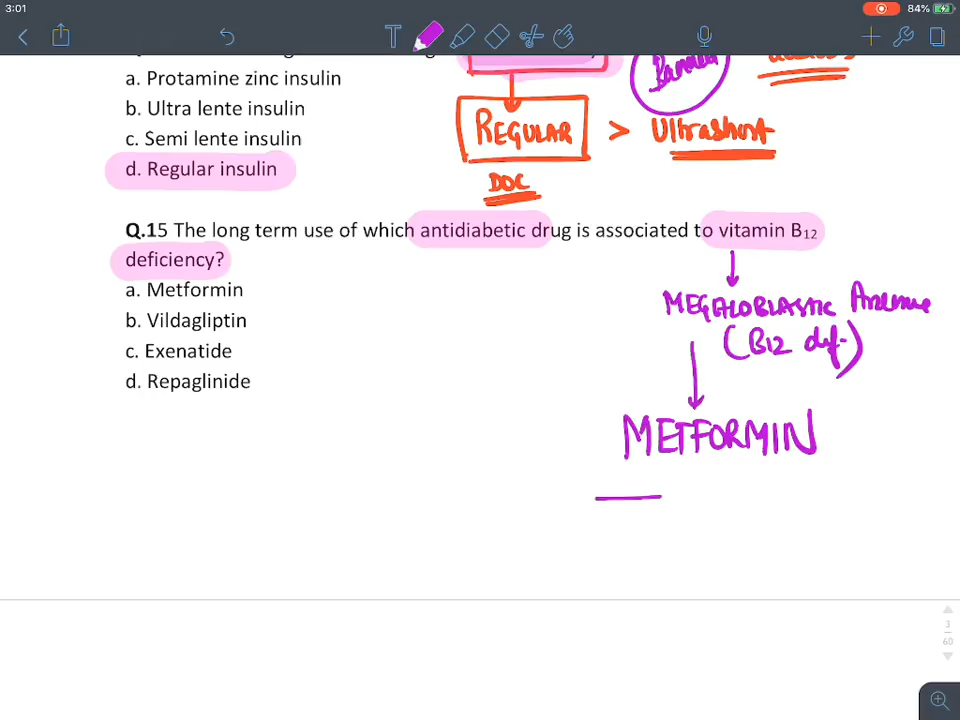 3:01
84%
T
a. Protamine zinc insulin
b. Ultra lente insulin
c. Semi lente insulin
d. Regular insulin
REGULAR > Ultrashort
DOC
Q.15 The long term use of which antidiabetic drug is associated to vitamin B12
deficiency?
a. Metformin
b. Vildagliptin
c. Exenatide
d. Repaglinide
MEGALOBLASTIC Anemia
(B12 def.)
METFORMIN
3
60